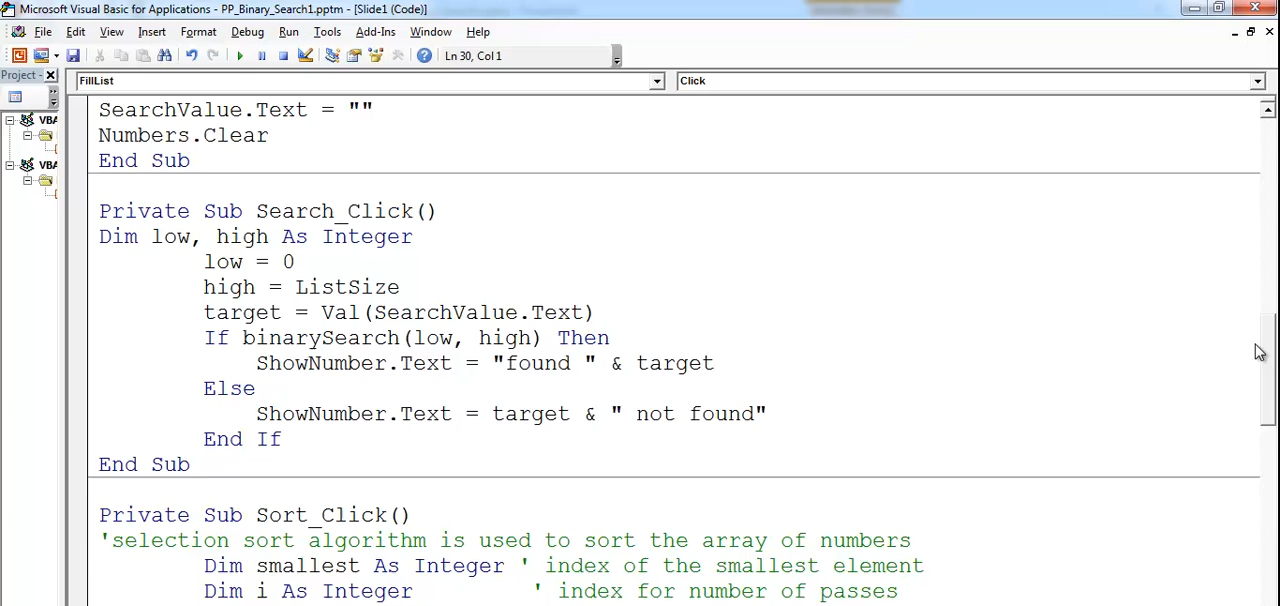 Microsoft Visual Basic for Applications - PP_Binary_Search1.pptm - [Slide1 (Code)]
File Edit View Insert Format Debug Run Tools Add-Ins Window Help
Ln 30, Col 1
Project -
FillList Click
VBA
VBA
SearchValue.Text = ""
Numbers.Clear
End Sub
Private Sub Search_Click()
Dim low, high As Integer
low = 0
high = ListSize
target = Val(SearchValue.Text)
If binarySearch(low, high) Then
ShowNumber.Text = "found " & target
Else
ShowNumber.Text = target & " not found"
End If
End Sub
Private Sub Sort_Click()
'selection sort algorithm is used to sort the array of numbers
Dim smallest As Integer ' index of the smallest element
Dim i As Integer ' index for number of passes